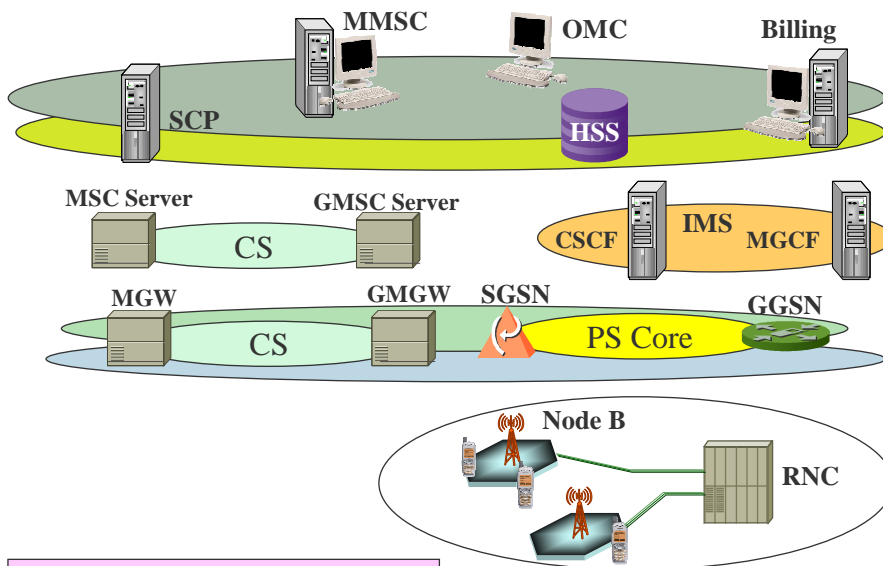 MMSC
OMC
Billing
SCP
HSS
MSC Server
GMSC Server
CS
CSCF
IMS
MGCF
MGW
GMGW
SGSN
GGSN
CS
PS Core
Node B
RNC